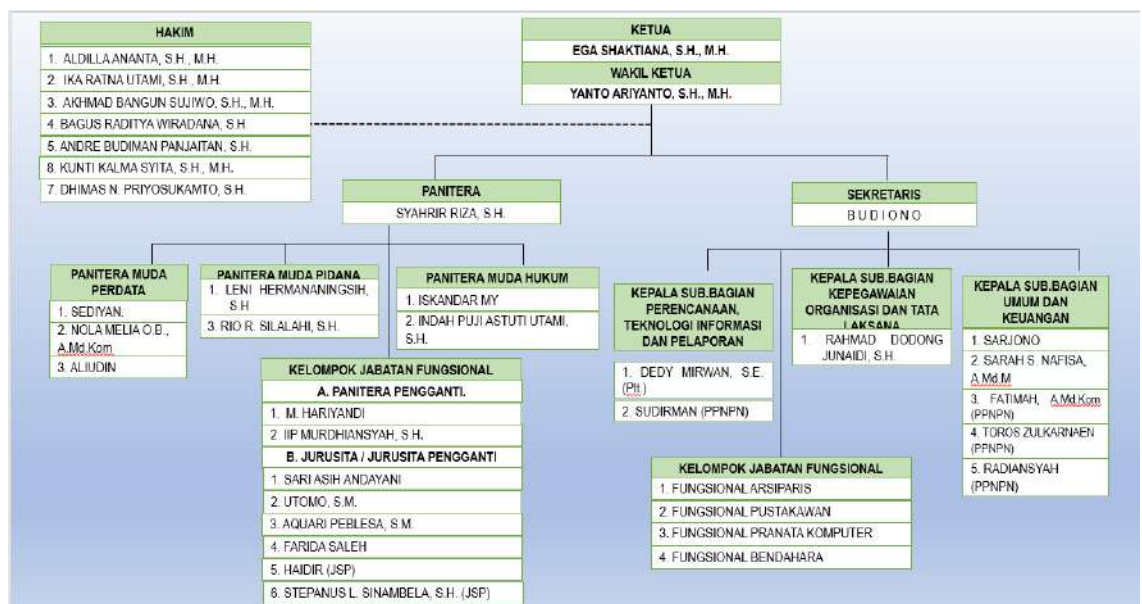 HAKIM
1. ALDILLA ANANTA, S.H., M.H.
2. IKA RATNA UTAMI, S.H., M.H.
3. AKHMAD BANGUN SUJIWO, S.H., M.H.
4. BAGUS RADITYA WIRADANA, S.H
5. ANDRE BUDIMAN PANJAITAN, S.H.
8. KUNTI KALMA SYITA, S.H., M.H.
7. DHIMAS N. PRIYOSUKAMTO, S.H.
KETUA
EGA SHAKTIANA, S.H., M.H.
WAKIL KETUA
YANTO ARIYANTO, S.H., M.H.
PANITERA
SYAHRIR RIZA, S.H.
SEKRETARIS
BUDIONO
PANITERA MUDA
PERDATA
1. SEDIYAN.
2. NOLA MELIA O.B.,
A.Md.Kom
3. ALIUDIN
PANITERA MUDA PIDANA
1. LENI HERMANANINGSIH,
S.H
3. RIO R. SILALAHI, S.H.
PANITERA MUDA HUKUM
1. ISKANDAR MY
2. INDAH PUJI ASTUTI UTAMI,
S.H.
KELOMPOK JABATAN FUNGSIONAL
A. PANITERA PENGGANTI.
1. M. HARIYANDI
2. IIP MURDHIANSYAH, S.H.
B. JURUSITA / JURUSITA PENGGANTI
1. SARI ASIH ANDAYANI
2. UTOMO, S.M.
3. AQUARI PEBLESA, S.M.
4. FARIDA SALEH
5. HAIDIR (JSP)
6. STEPANUS L. SINAMBELA, S.H. (JSP)
KEPALA SUB.BAGIAN
PERENCANAAN,
TEKNOLOGI INFORMASI
DAN PELAPORAN
1. DEDY MIRWAN, S.E.
(Plt.)
2. SUDIRMAN (PPNPN)
KEPALA SUB.BAGIAN
KEPEGAWAIAN
ORGANISASI DAN TATA
LAKSANA
1. RAHMAD DODONG
JUNAIDI, S.H.
KEPALA SUB.BAGIAN
UMUM DAN
KEUANGAN
1. SARJONO
2. SARAH S. NAFISA,
A.Md.M
3. FATIMAH, A.Md.Kom
(PPNPN)
4. TOROS ZULKARNAEN
(PPNPN)
5. RADIANSYAH
(PPNPN)
KELOMPOK JABATAN FUNGSIONAL
1. FUNGSIONAL ARSIPARIS
2. FUNGSIONAL PUSTAKAWAN
3. FUNGSIONAL PRANATA KOMPUTER
4. FUNGSIONAL BENDAHARA